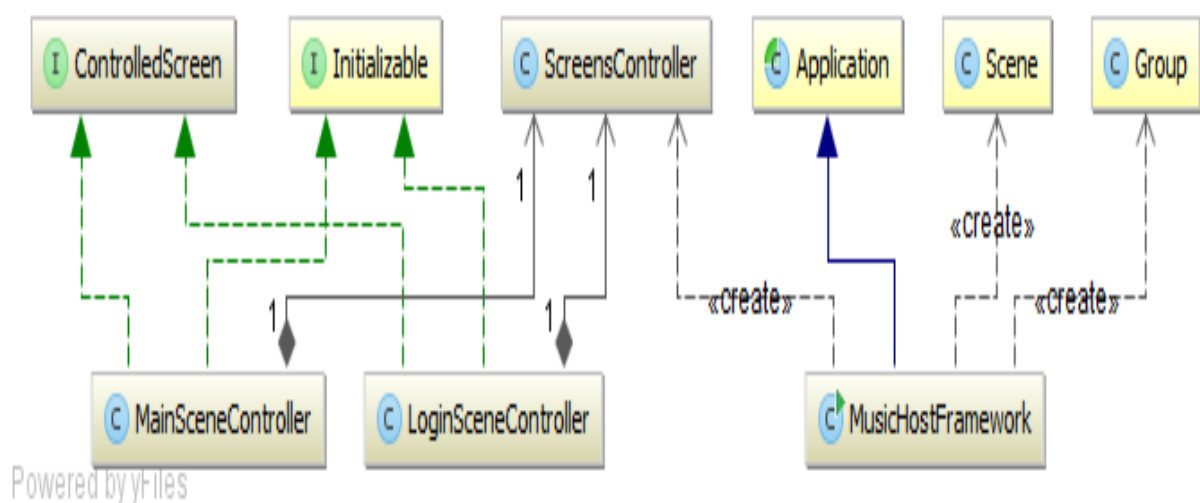 I ControlledScreen
I Initializable
C ScreensController
C Application
C Scene
C Group
1
1
«create»
1
1
«create»
«create»
C MainSceneController
C LoginSceneController
C MusicHostFramework
Powered by yFiles